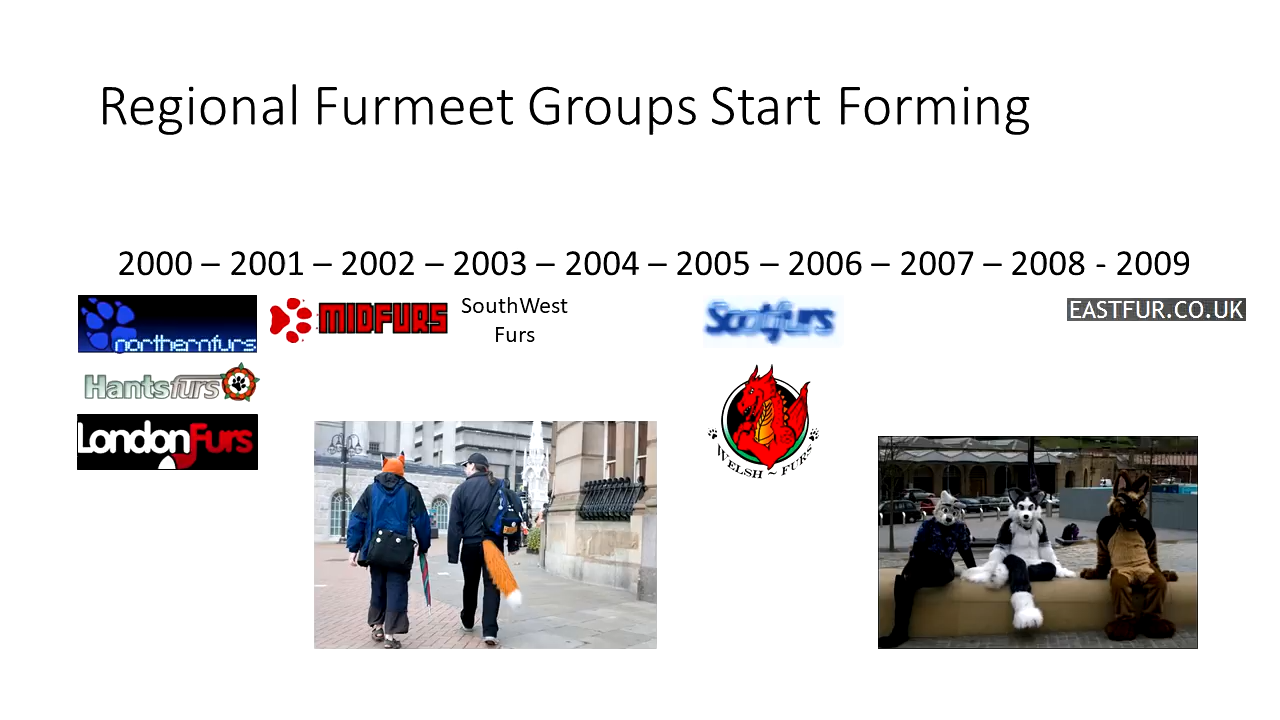 Regional Furmeet Groups Start Forming
2000 – 2001 – 2002 – 2003 – 2004 – 2005 – 2006 – 2007 – 2008 - 2009
northernfurs
MIDFURS
SouthWest
Furs
Scotfurs
EASTFUR.CO.UK
Hantsfurs
LondonFurs
WELSH ~ FURS